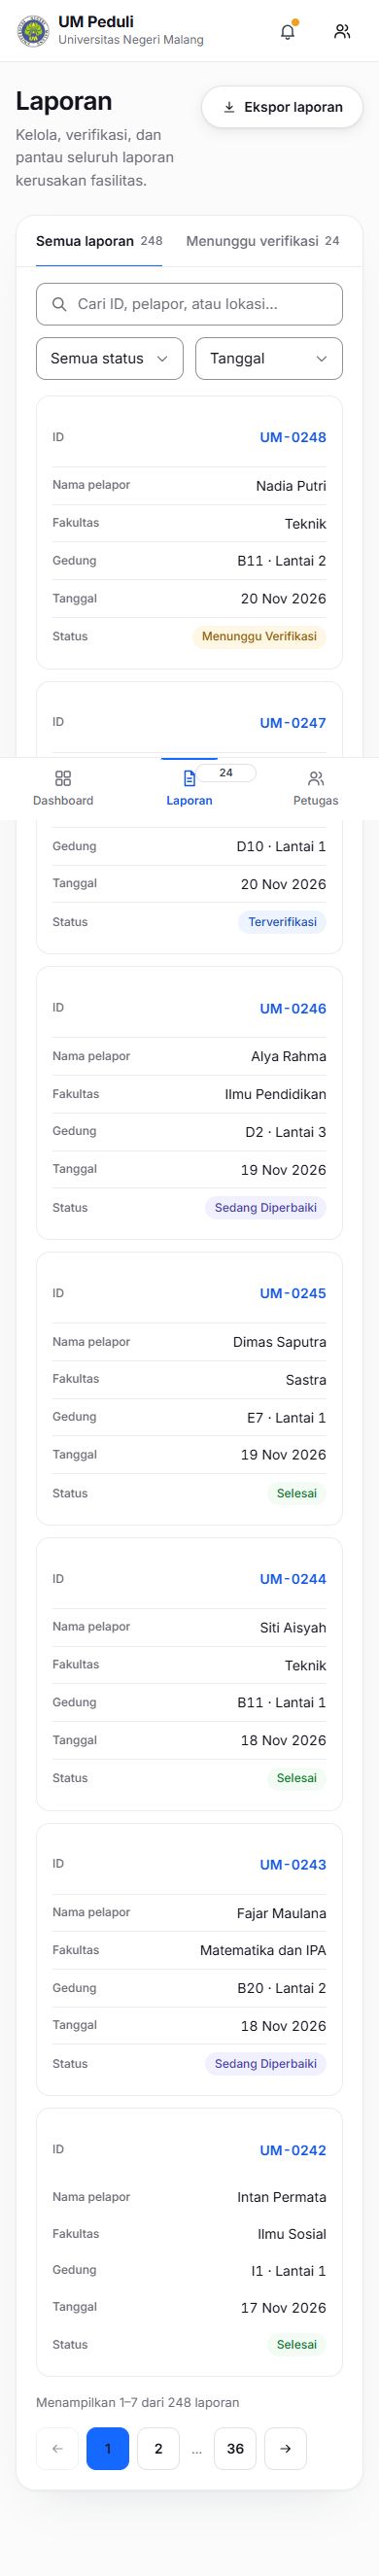 UM Peduli
Universitas Negeri Malang
Laporan
Ekspor laporan
Kelola, verifikasi, dan
pantau seluruh laporan
kerusakan fasilitas.
Semua laporan 248 Menunggu verifikasi 24
Cari ID, pelapor, atau lokasi...
Semua status Tanggal
ID UM-0248
Nama pelapor Nadia Putri
Fakultas Teknik
Gedung B11 · Lantai 2
Tanggal 20 Nov 2026
Status Menunggu Verifikasi
ID UM-0247
24
Dashboard Laporan Petugas
Gedung D10 · Lantai 1
Tanggal 20 Nov 2026
Status Terverifikasi
ID UM-0246
Nama pelapor Alya Rahma
Fakultas Ilmu Pendidikan
Gedung D2 · Lantai 3
Tanggal 19 Nov 2026
Status Sedang Diperbaiki
ID UM-0245
Nama pelapor Dimas Saputra
Fakultas Sastra
Gedung E7 · Lantai 1
Tanggal 19 Nov 2026
Status Selesai
ID UM-0244
Nama pelapor Siti Aisyah
Fakultas Teknik
Gedung B11 · Lantai 1
Tanggal 18 Nov 2026
Status Selesai
ID UM-0243
Nama pelapor Fajar Maulana
Fakultas Matematika dan IPA
Gedung B20 · Lantai 2
Tanggal 18 Nov 2026
Status Sedang Diperbaiki
ID UM-0242
Nama pelapor Intan Permata
Fakultas Ilmu Sosial
Gedung I1 · Lantai 1
Tanggal 17 Nov 2026
Status Selesai
Menampilkan 1–7 dari 248 laporan
← 1 2 ... 36 →